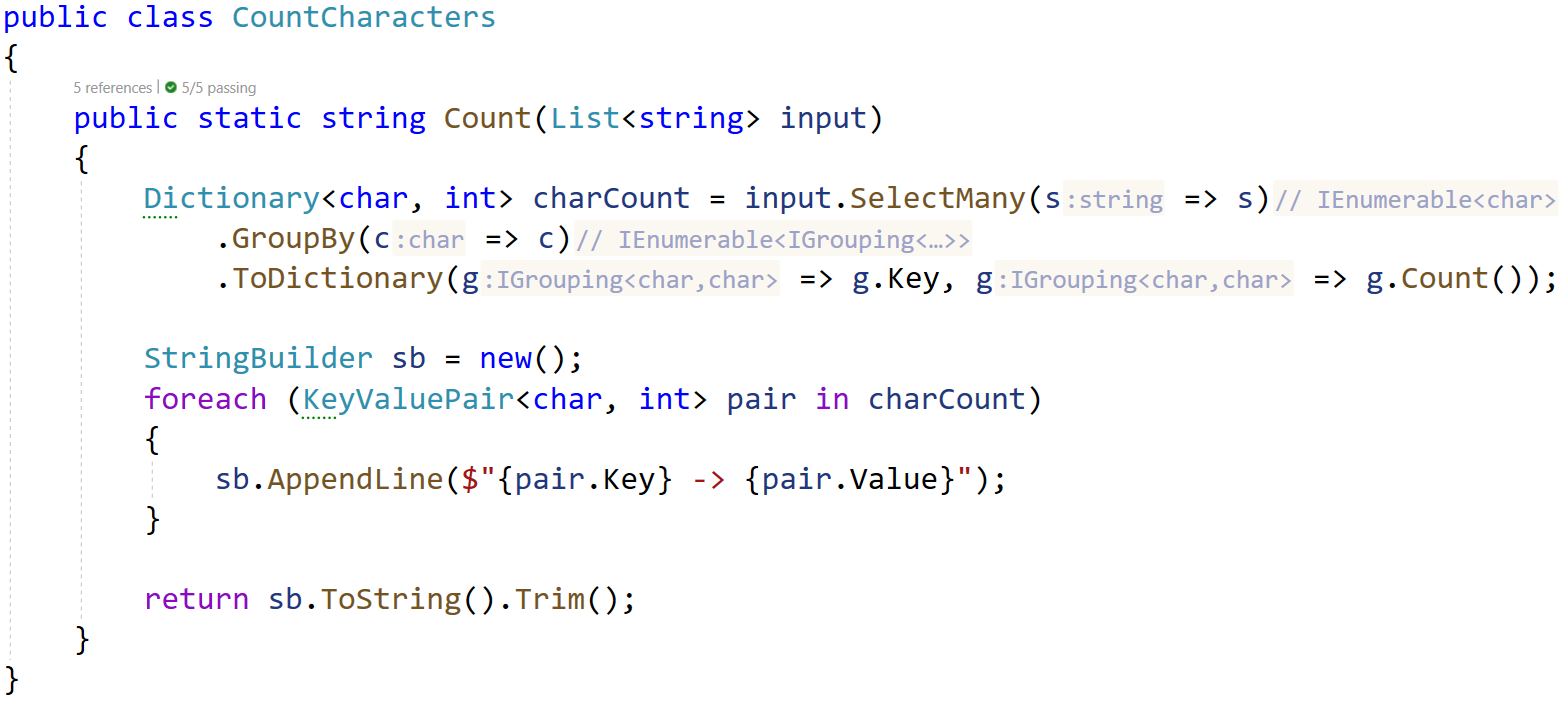 public class CountCharacters
{
5 references | 5/5 passing
public static string Count(List<string> input)
{
Dictionary<char, int> charCount = input.SelectMany(s:string => s)// IEnumerable<char>
.GroupBy(c:char => c)// IEnumerable<IGrouping<…>>
.ToDictionary(g:IGrouping<char,char> => g.Key, g:IGrouping<char,char> => g.Count());
StringBuilder sb = new();
foreach (KeyValuePair<char, int> pair in charCount)
{
sb.AppendLine($"{pair.Key} -> {pair.Value}");
}
return sb.ToString().Trim();
}
}